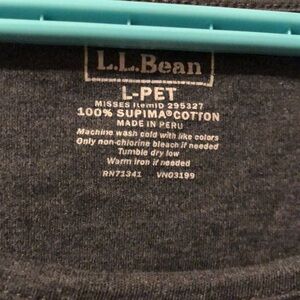 L.L.Bean
L-PET
MISSES ItemID 295327
100% SUPIMA® COTTON
MADE IN PERU
Machine wash cold with like colors
Only non-chlorine bleach if needed
Tumble dry low
Warm iron if needed
RN71341 VN03199